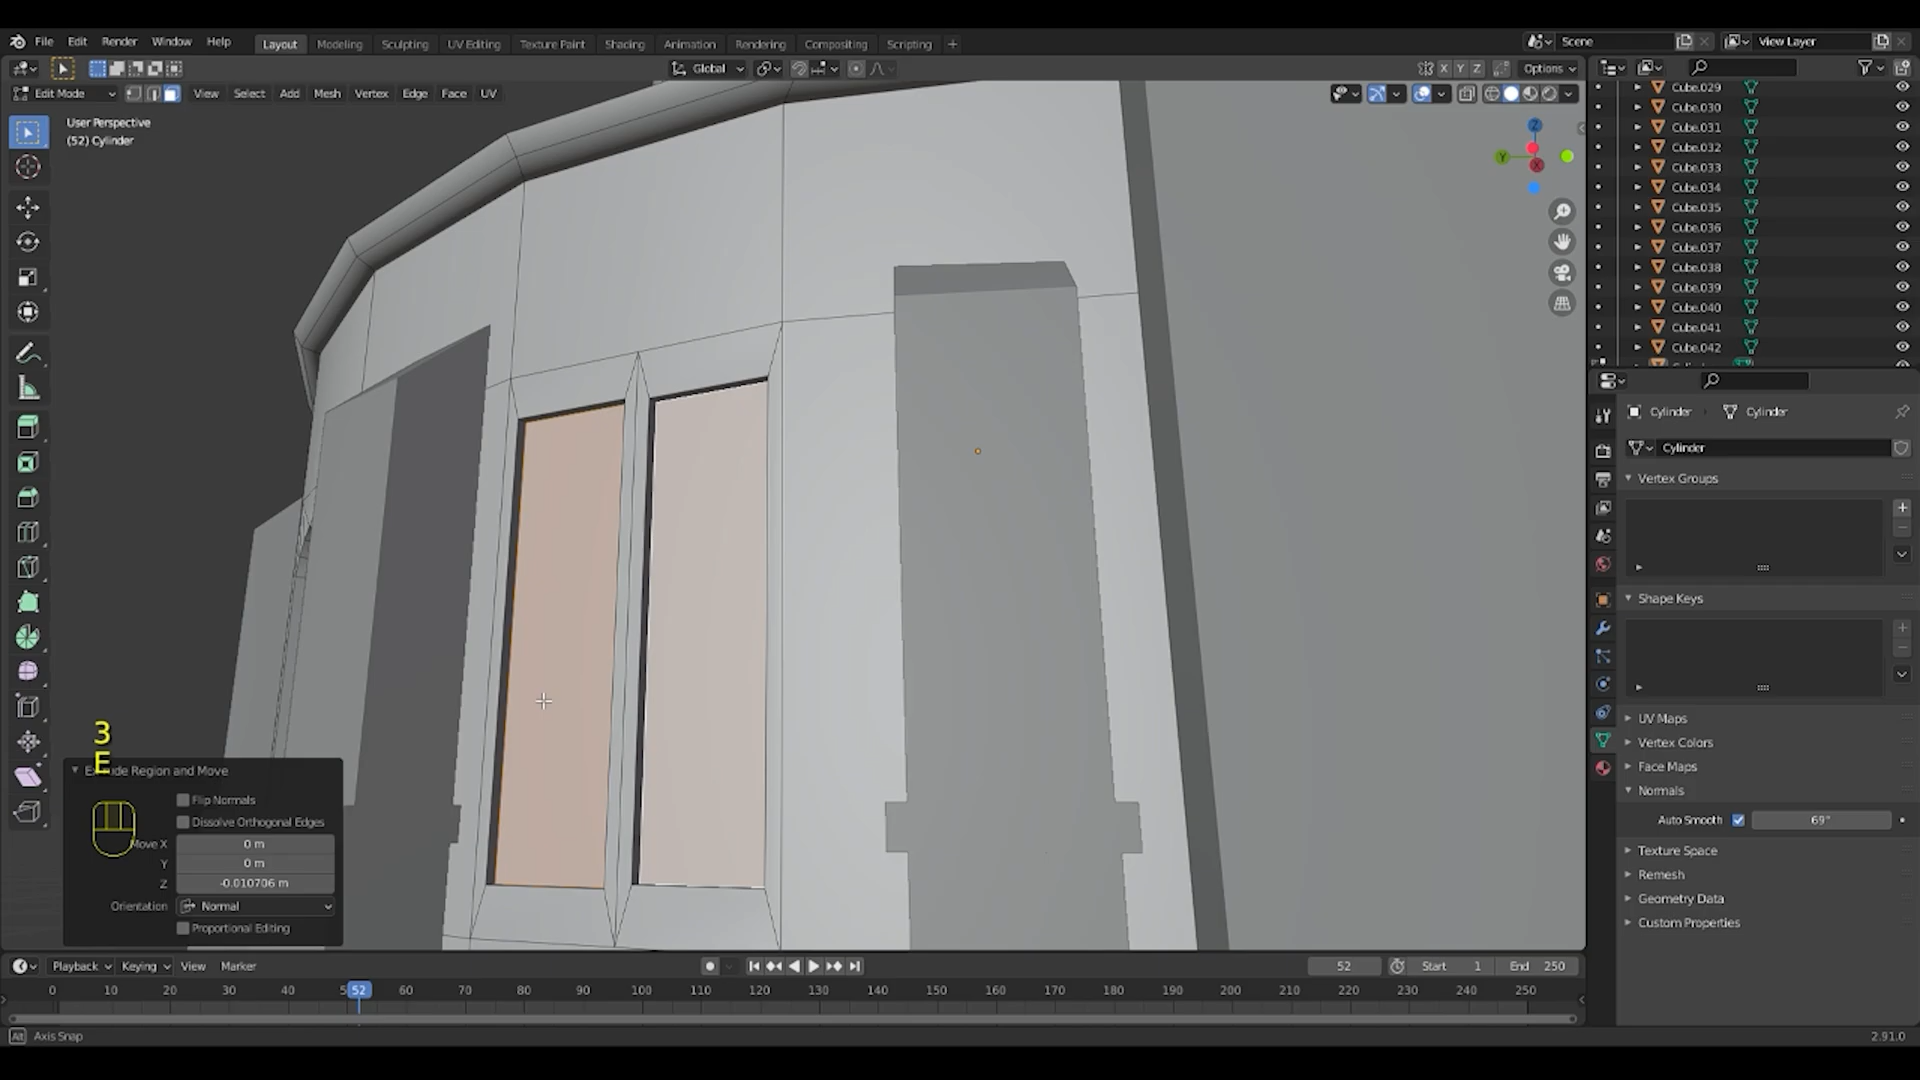 File Edit Render Window Help Layout Modeling Sculpting UV Editing Texture Paint Shading Animation Rendering Compositing Scripting + Scene View Layer
Global X Y Z Options
Edit Mode View Select Add Mesh Vertex Edge Face UV
User Perspective
(52) Cylinder
Z
Y
X
Cube.029
Cube.030
Cube.031
Cube.032
Cube.033
Cube.034
Cube.035
Cube.036
Cube.037
Cube.038
Cube.039
Cube.040
Cube.041
Cube.042
Cylinder Cylinder
Cylinder
Vertex Groups
Shape Keys
UV Maps
Vertex Colors
Face Maps
Normals
Auto Smooth 69°
Texture Space
Remesh
Geometry Data
Custom Properties
3
E
Region and Move
Flip Normals
Dissolve Orthogonal Edges
Move X 0 m
Y 0 m
Z -0.010706 m
Orientation Normal
Proportional Editing
Playback Keying View Marker 52 Start 1 End 250
0 10 20 30 40 5 52 60 70 80 90 100 110 120 130 140 150 160 170 180 190 200 210 220 230 240 250
Alt Axis Snap 2.91.0